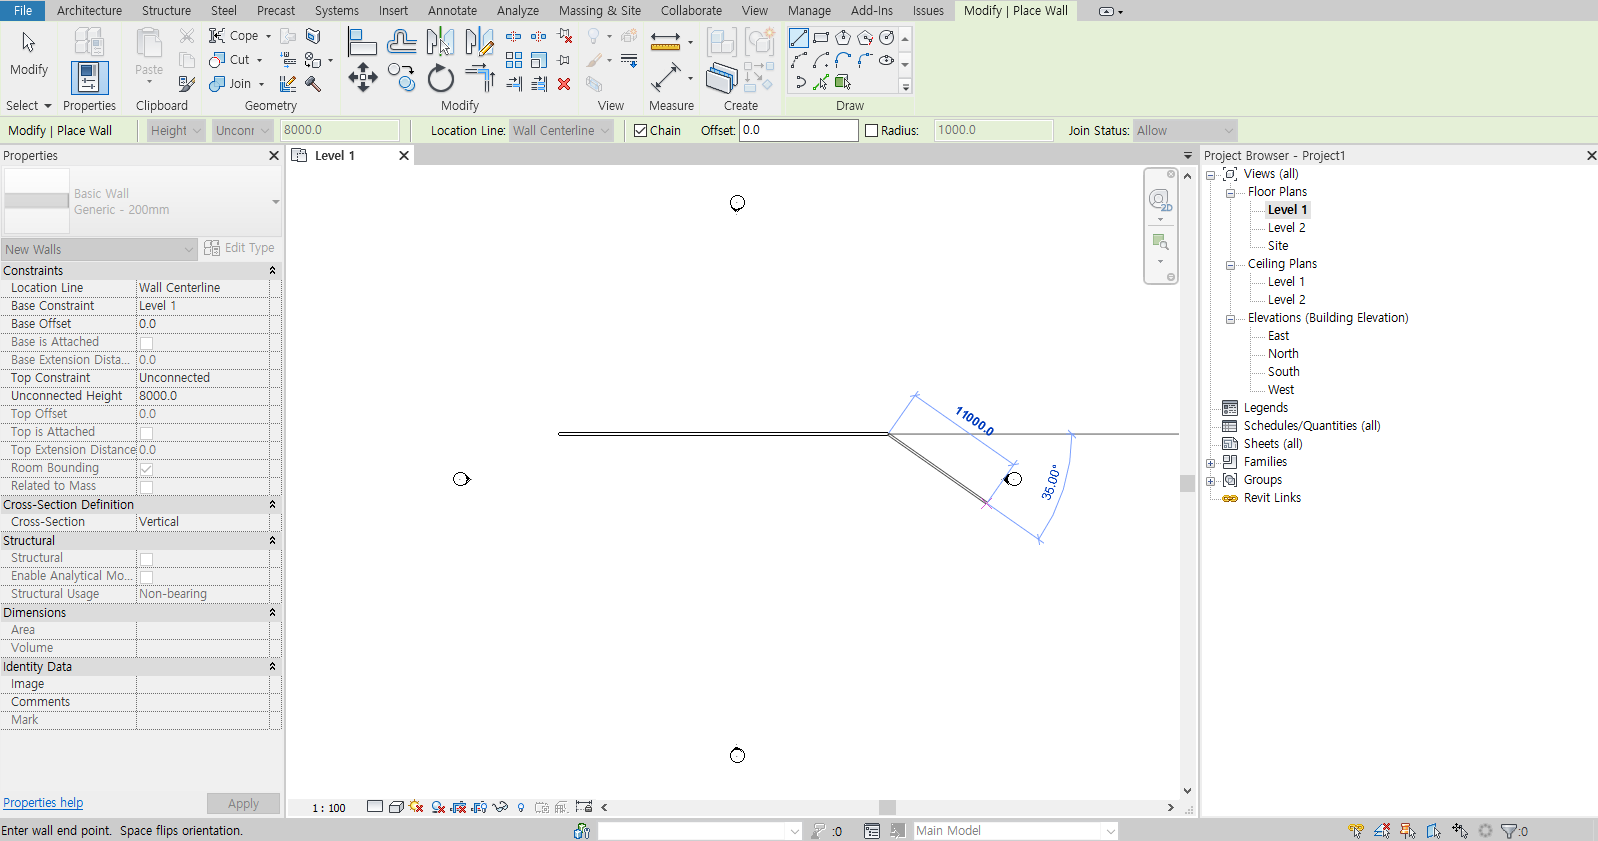 File Architecture Structure Steel Precast Systems Insert Annotate Analyze Massing & Site Collaborate View Manage Add-Ins Issues Modify | Place Wall
Modify
Paste
Cope
Cut
Join
Select Properties Clipboard Geometry Modify View Measure Create Draw
Modify | Place Wall Height Unconr 8000.0 Location Line: Wall Centerline Chain Offset: 0.0 Radius: 1000.0 Join Status: Allow
Properties
Level 1
Project Browser - Project1
Basic Wall
Generic - 200mm
New Walls Edit Type
Constraints
Location Line Wall Centerline
Base Constraint Level 1
Base Offset 0.0
Base is Attached
Base Extension Dista... 0.0
Top Constraint Unconnected
Unconnected Height 8000.0
Top Offset 0.0
Top is Attached
Top Extension Distance 0.0
Room Bounding
Related to Mass
Cross-Section Definition
Cross-Section Vertical
Structural
Structural
Enable Analytical Mo...
Structural Usage Non-bearing
Dimensions
Area
Volume
Identity Data
Image
Comments
Mark
Properties help Apply
2D
11000.0
35.00°
1 : 100
Views (all)
Floor Plans
Level 1
Level 2
Site
Ceiling Plans
Level 1
Level 2
Elevations (Building Elevation)
East
North
South
West
Legends
Schedules/Quantities (all)
Sheets (all)
Families
Groups
Revit Links
Enter wall end point. Space flips orientation.
:0
Main Model
:0